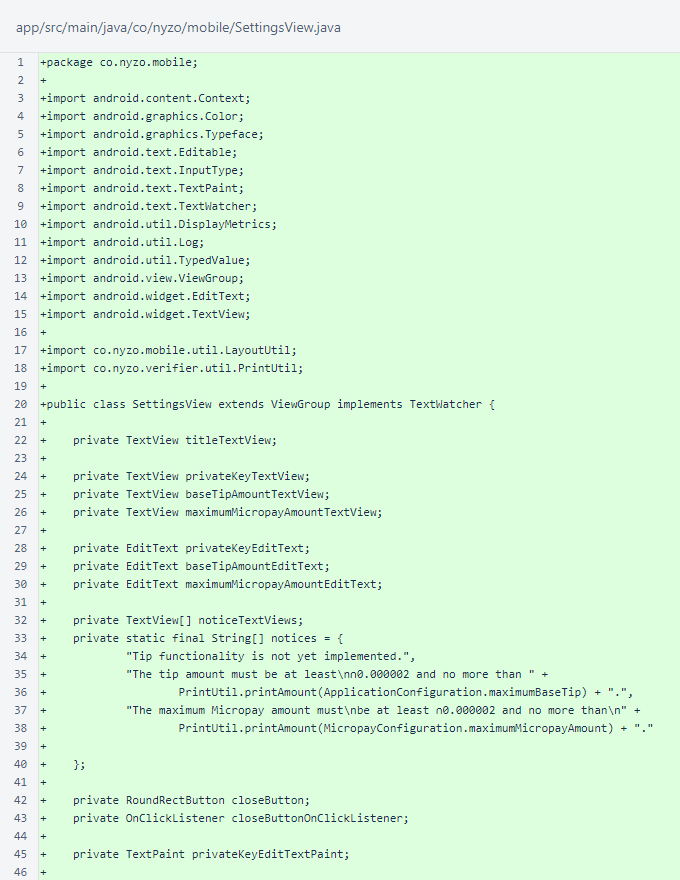 app/src/main/java/co/nyzo/mobile/SettingsView.java
1 +package co.nyzo.mobile;
2 +
3 +import android.content.Context;
4 +import android.graphics.Color;
5 +import android.graphics.Typeface;
6 +import android.text.Editable;
7 +import android.text.InputType;
8 +import android.text.TextPaint;
9 +import android.text.TextWatcher;
10 +import android.util.DisplayMetrics;
11 +import android.util.Log;
12 +import android.util.TypedValue;
13 +import android.view.ViewGroup;
14 +import android.widget.EditText;
15 +import android.widget.TextView;
16 +
17 +import co.nyzo.mobile.util.LayoutUtil;
18 +import co.nyzo.verifier.util.PrintUtil;
19 +
20 +public class SettingsView extends ViewGroup implements TextWatcher {
21 +
22 +    private TextView titleTextView;
23 +
24 +    private TextView privateKeyTextView;
25 +    private TextView baseTipAmountTextView;
26 +    private TextView maximumMicropayAmountTextView;
27 +
28 +    private EditText privateKeyEditText;
29 +    private EditText baseTipAmountEditText;
30 +    private EditText maximumMicropayAmountEditText;
31 +
32 +    private TextView[] noticeTextViews;
33 +    private static final String[] notices = {
34 +            "Tip functionality is not yet implemented.",
35 +            "The tip amount must be at least\n∩0.000002 and no more than " +
36 +                    PrintUtil.printAmount(ApplicationConfiguration.maximumBaseTip) + ".",
37 +            "The maximum Micropay amount must\nbe at least ∩0.000002 and no more than\n" +
38 +                    PrintUtil.printAmount(MicropayConfiguration.maximumMicropayAmount) + "."
39 +
40 +    };
41 +
42 +    private RoundRectButton closeButton;
43 +    private OnClickListener closeButtonOnClickListener;
44 +
45 +    private TextPaint privateKeyEditTextPaint;
46 +